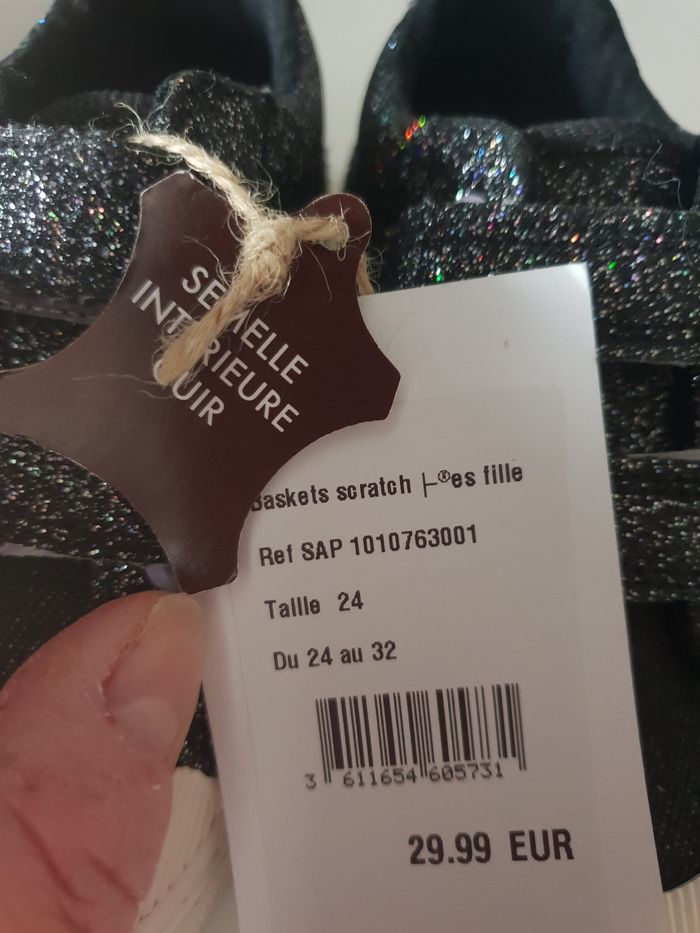 SEMELLE
INTÉRIEURE
CUIR
Baskets scratch ├®es fille
Ref SAP 1010763001
Taille 24
Du 24 au 32
3 611654 605731
29.99 EUR